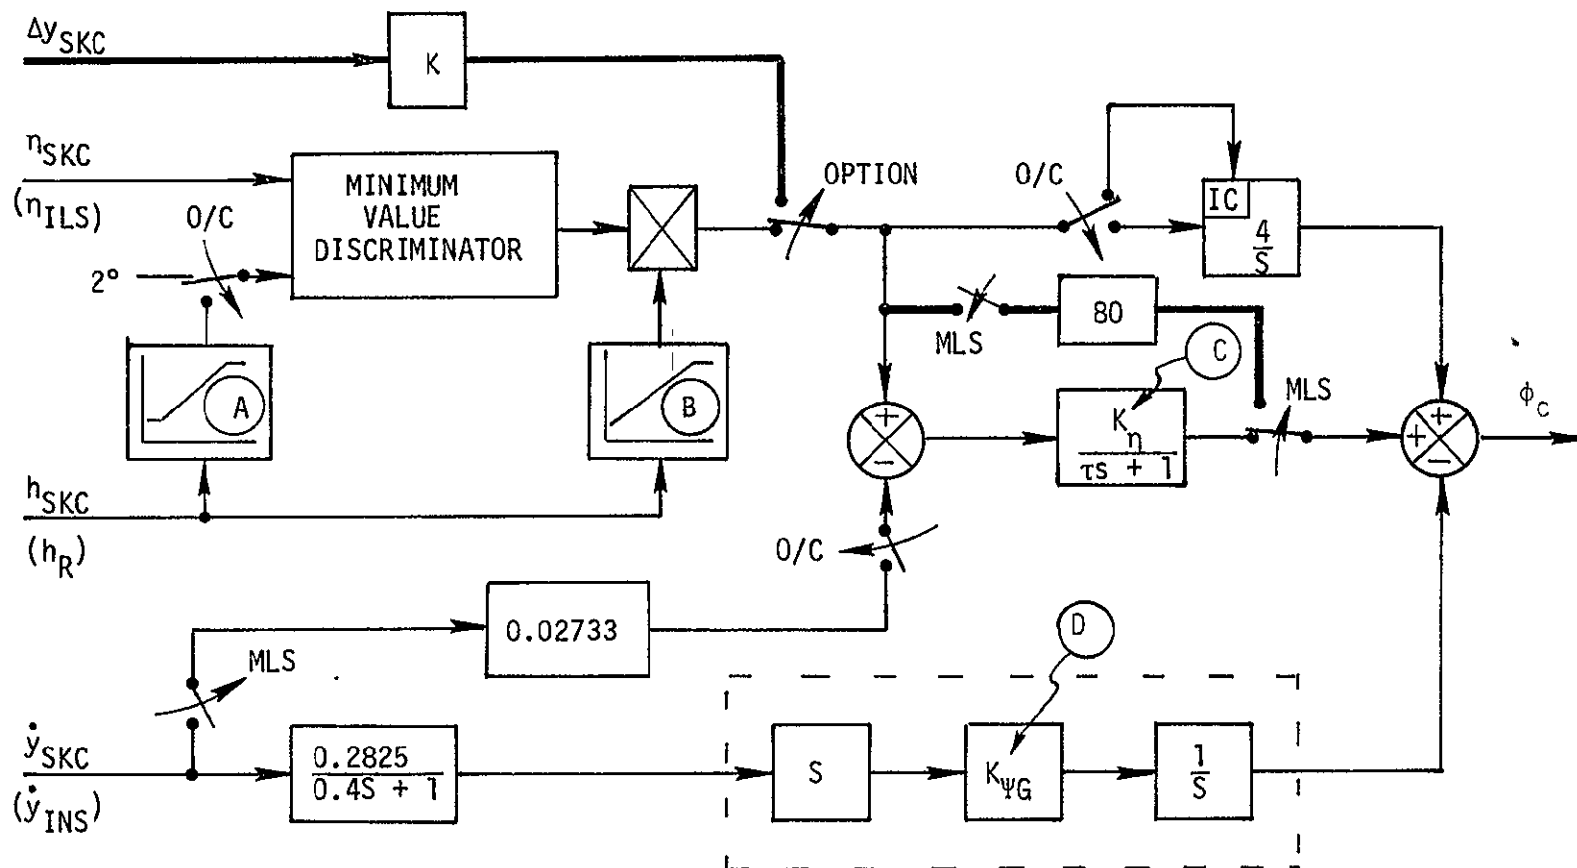 Δy_SKC
K
η_SKC
(η_ILS)
O/C
2°
MINIMUM
VALUE
DISCRIMINATOR
OPTION
O/C
IC
4/S
MLS
80
C
MLS
A
B
+
−
K_η
τs + 1
+
+
−
ϕ_c
h_SKC
(h_R)
O/C
0.02733
D
MLS
ẏ_SKC
(ẏ_INS)
0.2825
0.4S + 1
S
K_ΨG
1/S